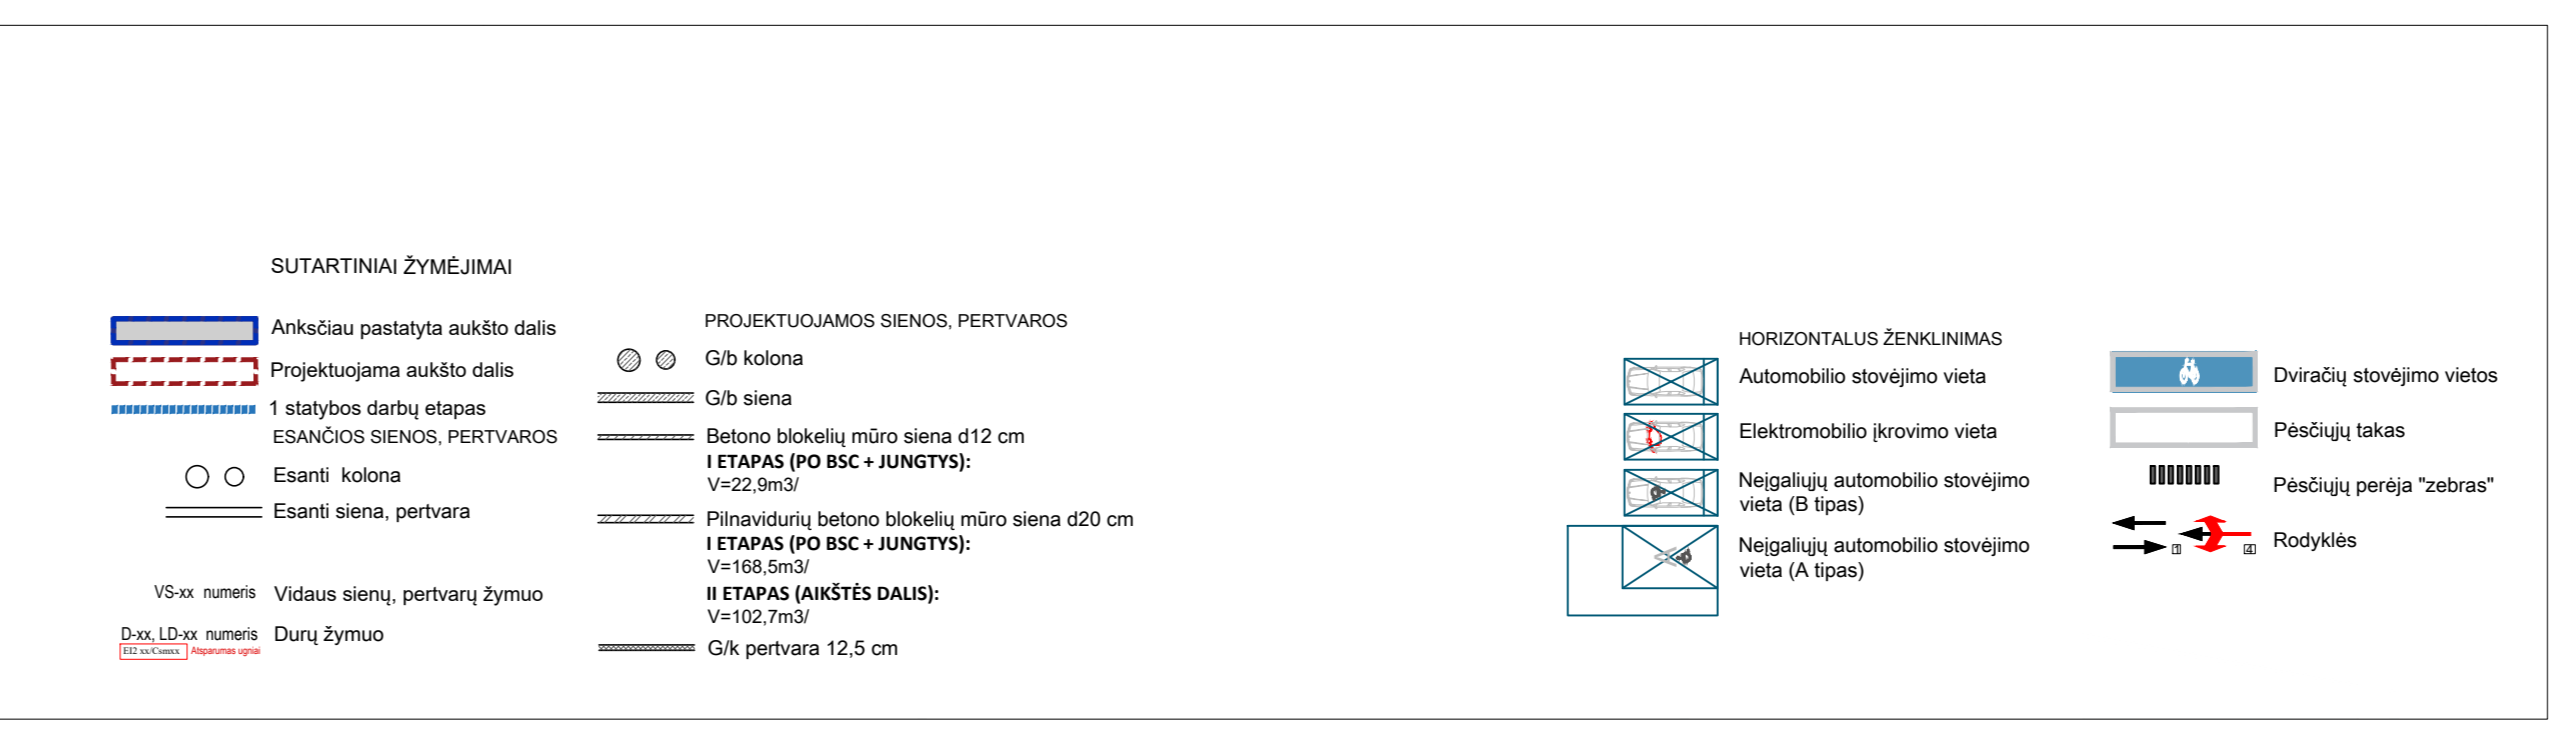 SUTARTINIAI ŽYMĖJIMAI
Anksčiau pastatyta aukšto dalis
Projektuojama aukšto dalis
1 statybos darbų etapas
ESANČIOS SIENOS, PERTVAROS
Esanti kolona
Esanti siena, pertvara
VS-xx numeris Vidaus sienų, pertvarų žymuo
D-xx, LD-xx numeris Durų žymuo
EI2 xx/Csmxx Atsparumas ugniai
PROJEKTUOJAMOS SIENOS, PERTVAROS
G/b kolona
G/b siena
Betono blokelių mūro siena d12 cm
I ETAPAS (PO BSC + JUNGTYS):
V=22,9m3/
Pilnavidurių betono blokelių mūro siena d20 cm
I ETAPAS (PO BSC + JUNGTYS):
V=168,5m3/
II ETAPAS (AIKŠTĖS DALIS):
V=102,7m3/
G/k pertvara 12,5 cm
HORIZONTALUS ŽENKLINIMAS
Automobilio stovėjimo vieta
Elektromobilio įkrovimo vieta
Neįgaliųjų automobilio stovėjimo
vieta (B tipas)
Neįgaliųjų automobilio stovėjimo
vieta (A tipas)
Dviračių stovėjimo vietos
Pėsčiųjų takas
Pėsčiųjų perėja "zebras"
1 4 Rodyklės